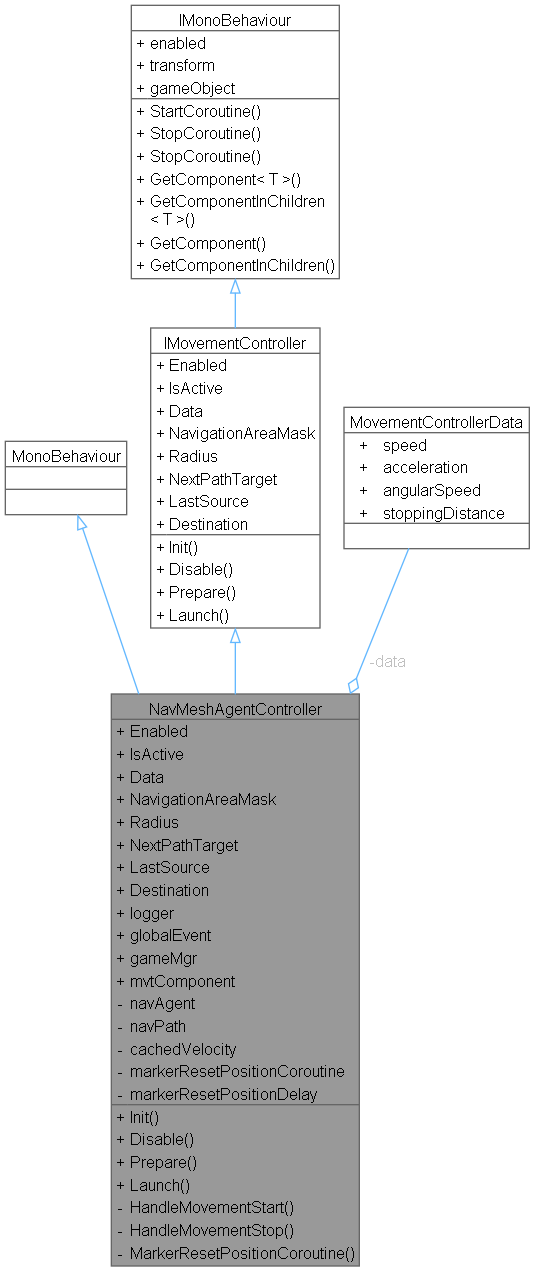 IMonoBehaviour
+ enabled
+ transform
+ gameObject
+ StartCoroutine()
+ StopCoroutine()
+ StopCoroutine()
+ GetComponent< T >()
+ GetComponentInChildren
< T >()
+ GetComponent()
+ GetComponentInChildren()
IMovementController
+ Enabled
+ IsActive
+ Data
+ NavigationAreaMask
+ Radius
+ NextPathTarget
+ LastSource
+ Destination
+ Init()
+ Disable()
+ Prepare()
+ Launch()
MovementControllerData
+ speed
+ acceleration
+ angularSpeed
+ stoppingDistance
MonoBehaviour
-data
NavMeshAgentController
+ Enabled
+ IsActive
+ Data
+ NavigationAreaMask
+ Radius
+ NextPathTarget
+ LastSource
+ Destination
+ logger
+ globalEvent
+ gameMgr
+ mvtComponent
- navAgent
- navPath
- cachedVelocity
- markerResetPositionCoroutine
- markerResetPositionDelay
+ Init()
+ Disable()
+ Prepare()
+ Launch()
- HandleMovementStart()
- HandleMovementStop()
- MarkerResetPositionCoroutine()